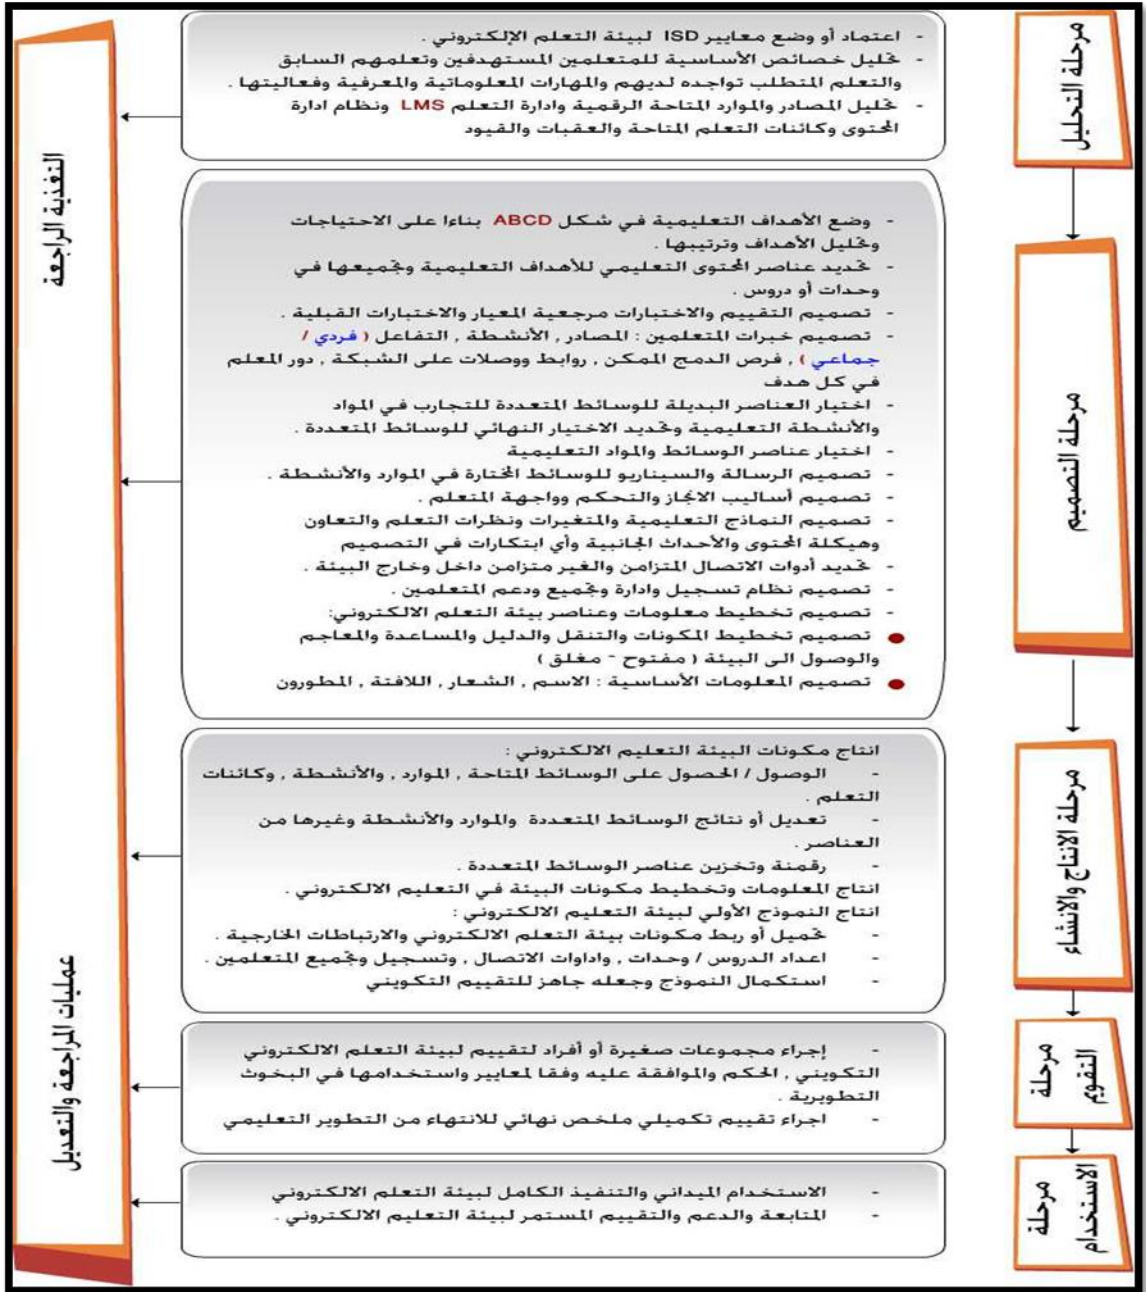 مرحلة التحليل
- اعتماد أو وضع معايير ISD لبيئة التعلم الإلكتروني .
- تحليل خصائص الأساسية للمتعلمين المستهدفين وتعلمهم السابق
والتعلم المتطلب تواجده لديهم والمهارات المعلوماتية والمعرفية وفعاليتها .
- تحليل المصادر والموارد المتاحة الرقمية وادارة التعلم LMS ونظام ادارة
المحتوى وكائنات التعلم المتاحة والعقبات والقيود
مرحلة التصميم
- وضع الأهداف التعليمية في شكل ABCD بناءا على الاحتياجات
وتحليل الأهداف وترتيبها .
- تحديد عناصر المحتوى التعليمي للأهداف التعليمية وتجميعها في
وحدات أو دروس .
- تصميم التقييم والاختبارات مرجعية المعيار والاختبارات القبلية .
- تصميم خبرات المتعلمين : المصادر , الأنشطة , التفاعل ( فردي /
جماعي ) , فرص الدمج الممكن , روابط ووصلات على الشبكة , دور المعلم
في كل هدف
- اختيار العناصر البديلة للوسائط المتعددة للتجارب في المواد
والأنشطة التعليمية وتحديد الاختيار النهائي للوسائط المتعددة .
- اختيار عناصر الوسائط والمواد التعليمية
- تصميم الرسالة والسيناريو للوسائط المختارة في الموارد والأنشطة .
- تصميم أساليب الانجاز والتحكم وواجهة المتعلم .
- تصميم النماذج التعليمية والمتغيرات ونظرات التعلم والتعاون
وهيكلة المحتوى والأحداث الجانبية وأي ابتكارات في التصميم
- تحديد أدوات الاتصال المتزامن والغير متزامن داخل وخارج البيئة .
- تصميم نظام تسجيل وادارة وتجميع ودعم المتعلمين .
- تصميم تخطيط معلومات وعناصر بيئة التعلم الالكتروني:
● تصميم تخطيط المكونات والتنقل والدليل والمساعدة والمعاجم
والوصول الى البيئة ( مفتوح - مغلق )
● تصميم المعلومات الأساسية : الاسم , الشعار , اللافتة , المطورون
مرحلة الانتاج والانشاء
انتاج مكونات البيئة التعليم الالكتروني :
- الوصول / الحصول على الوسائط المتاحة , الموارد , والأنشطة , وكائنات
التعلم .
- تعديل أو نتائج الوسائط المتعددة والموارد والأنشطة وغيرها من
العناصر .
- رقمنة وتخزين عناصر الوسائط المتعددة .
انتاج المعلومات وتخطيط مكونات البيئة في التعليم الالكتروني .
انتاج النموذج الأولي لبيئة التعليم الالكتروني :
- تحميل أو ربط مكونات بيئة التعلم الالكتروني والارتباطات الخارجية .
- اعداد الدروس / وحدات , واداوات الاتصال , وتسجيل وتجميع المتعلمين .
- استكمال النموذج وجعله جاهز للتقييم التكويني
مرحلة
التقويم
- إجراء مجموعات صغيرة أو أفراد لتقييم لبيئة التعلم الالكتروني
التكويني , الحكم والموافقة عليه وفقا لمعايير واستخدامها في البخوث
التطويرية .
- اجراء تقييم تكميلي ملخص نهائي للانتهاء من التطوير التعليمي
مرحلة
الاستخدام
- الاستخدام الميداني والتنفيذ الكامل لبيئة التعلم الالكتروني
- المتابعة والدعم والتقييم المستمر لبيئة التعليم الالكتروني .
التغذية الراجعة
عمليات المراجعة والتعديل